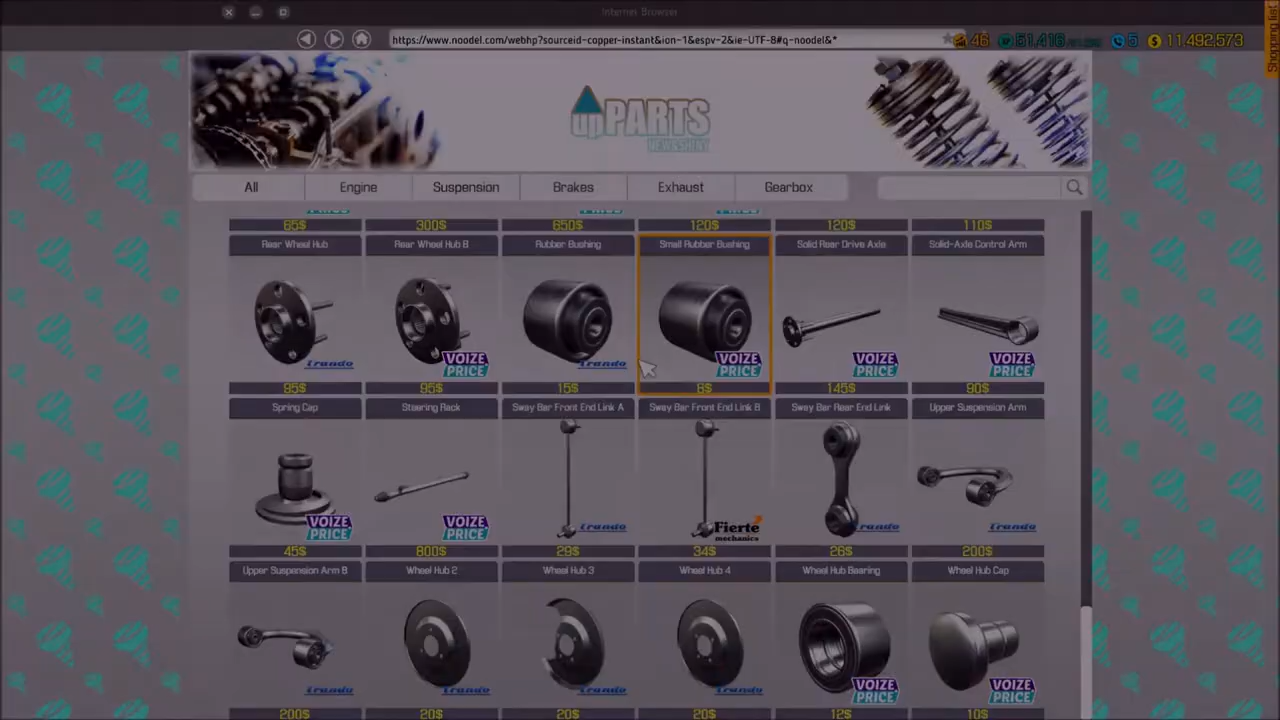 Internet Browser
Shopping list
https://www.noodel.com/webhp?sourceid-copper-instant&ion-1&espv-2&ie-UTF-8#q-noodel&*
46
5
11,492,573
upPARTS
NEW&SHINY
All Engine Suspension Brakes Exhaust Gearbox
65$ 300$ 650$ 120$ 120$ 110$
Rear Wheel Hub Rear Wheel Hub B Rubber Bushing Small Rubber Bushing Solid Rear Drive Axle Solid-Axle Control Arm
Trando VOIZE PRICE Trando VOIZE PRICE VOIZE PRICE VOIZE PRICE
95$ 95$ 15$ 8$ 145$ 90$
Spring Cap Steering Rack Sway Bar Front End Link A Sway Bar Front End Link B Sway Bar Rear End Link Upper Suspension Arm
VOIZE PRICE VOIZE PRICE Trando Fierte mechanics Trando Trando
45$ 800$ 29$ 34$ 26$ 200$
Upper Suspension Arm B Wheel Hub 2 Wheel Hub 3 Wheel Hub 4 Wheel Hub Bearing Wheel Hub Cap
Trando Trando Trando Trando VOIZE PRICE VOIZE PRICE
200$ 20$ 20$ 20$ 12$ 10$